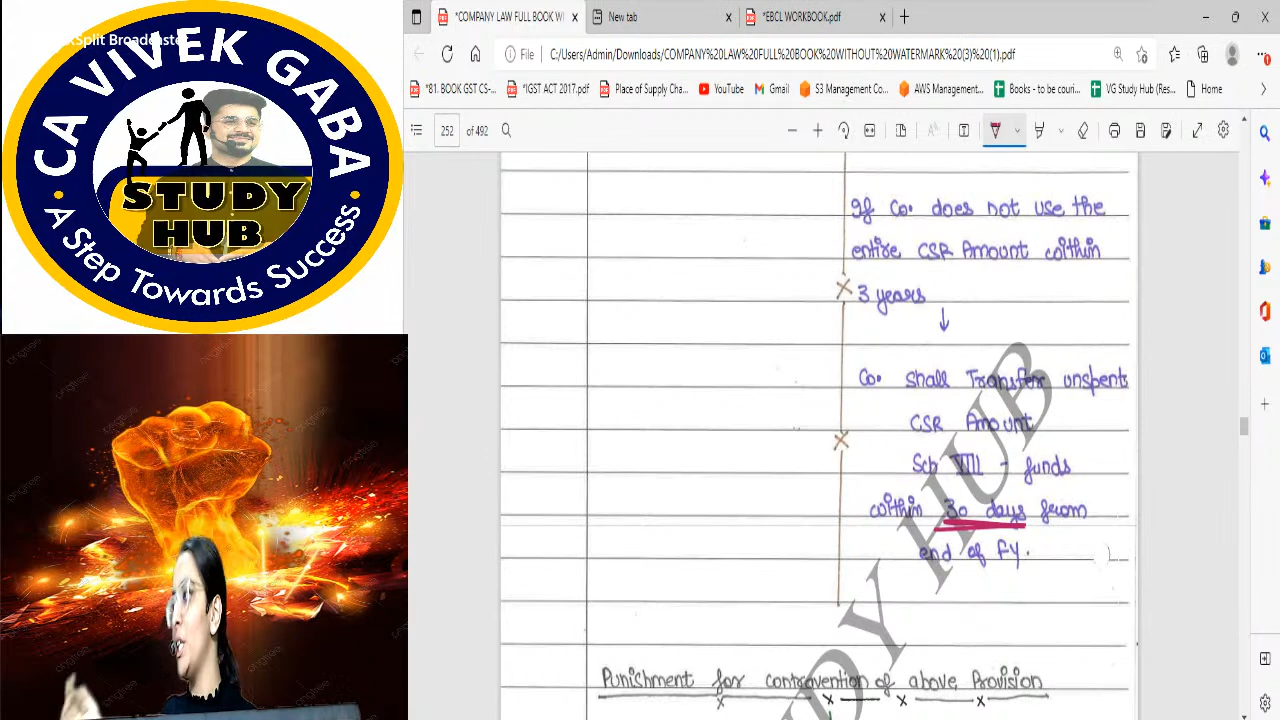 XSplit Broadcaster
CA VIVEK GABA
STUDY
HUB
A Step Towards Success
*COMPANY LAW FULL BOOK (WI
New tab
*EBCL WORKBOOK.pdf
File
C:/Users/Admin/Downloads/COMPANY%20LAW%20FULL%20BOOK%20WITHOUT%20WATERMARK%20(3)%20(1).pdf
*81. BOOK GST CS-...
*IGST ACT 2017.pdf
Place of Supply.Che...
YouTube
Gmail
S3 Management Co...
AWS Management...
Books - to be couri...
VG Study Hub (Res...
Home
252 of 492
If Co. does not use the
entire CSR Amount within
3 years
Co. shall Transfer unspent
CSR Amount
Sch VII - funds
within 30 days from
end of FY.
Punishment for contravention of above Provision
UDY HUB